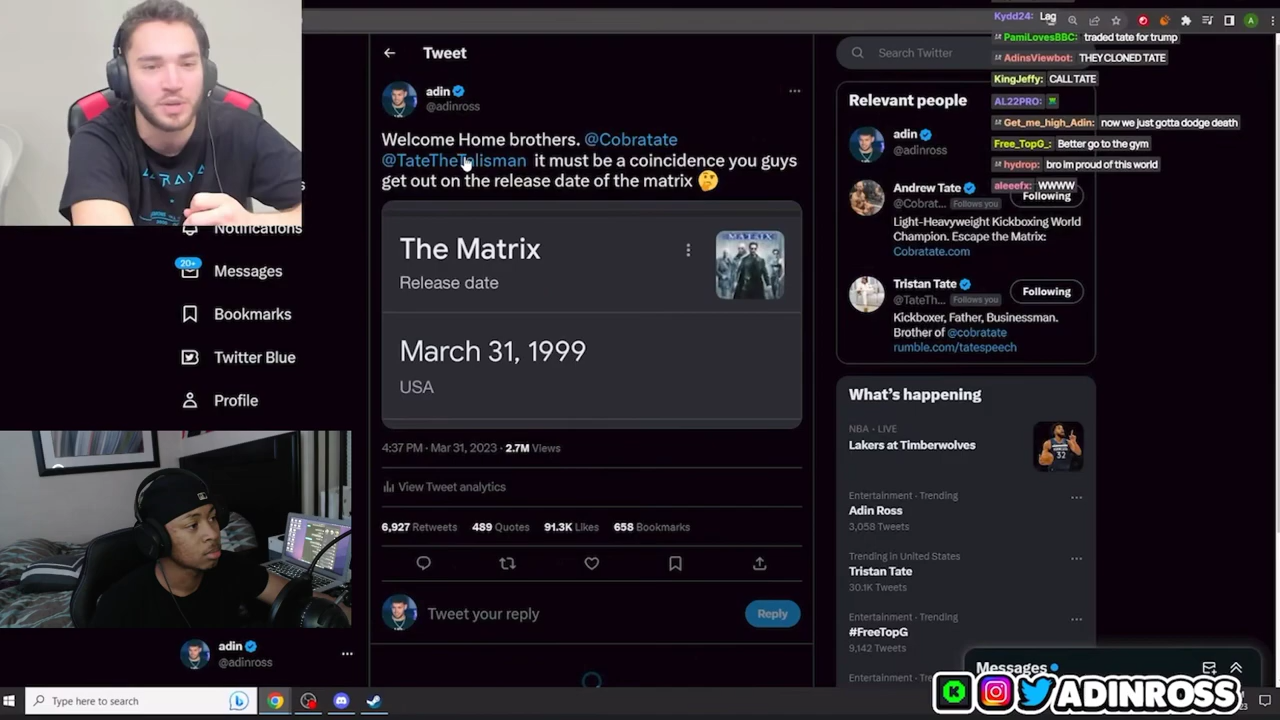 Tweet
adin
@adinross
Welcome Home brothers. @Cobratate
@TateTheTalisman it must be a coincidence you guys
get out on the release date of the matrix 🤔
The Matrix
Release date
MATRIX
March 31, 1999
USA
4:37 PM · Mar 31, 2023 · 2.7M Views
View Tweet analytics
6,927 Retweets 489 Quotes 91.3K Likes 658 Bookmarks
Tweet your reply
Reply
Notifications
20+
Messages
Bookmarks
Twitter Blue
Profile
adin
@adinross
Search Twitter
Relevant people
adin
@adinross
Andrew Tate
@Cobrat... Follows you
Following
Light-Heavyweight Kickboxing World
Champion. Escape the Matrix:
Cobratate.com
Tristan Tate
@TateTh... Follows you
Following
Kickboxer, Father, Businessman.
Brother of @cobratate
rumble.com/tatespeech
What's happening
NBA · LIVE
Lakers at Timberwolves
32
Entertainment · Trending
Adin Ross
3,058 Tweets
Trending in United States
Tristan Tate
30.1K Tweets
Entertainment · Trending
#FreeTopG
9,142 Tweets
Entertainment · Trending
Messages
Kydd24: Lag
PamiLovesBBC: traded tate for trump
AdinsViewbot: THEY CLONED TATE
KingJeffy: CALL TATE
AL22PRO:
Get_me_high_Adin: now we just gotta dodge death
Free_TopG_: Better go to the gym
hydrop: bro im proud of this world
aleeefx: WWWW
A
Type here to search
K
ADINROSS